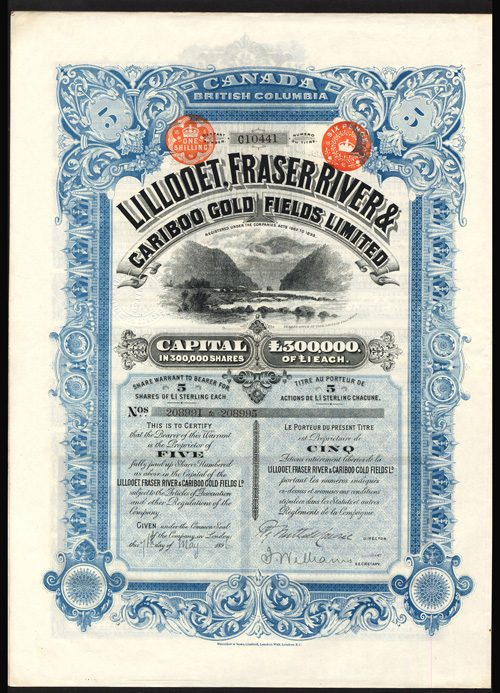 CANADA
BRITISH COLUMBIA
5
5
ONE
SHILLING
C10441
NUMERO
DU TITRE
SIX PENCE
LILLOOET, FRASER RIVER &
CARIBOO GOLD FIELDS, LIMITED
REGISTERED UNDER THE COMPANIES ACTS 1862 TO 1893.
CAPITAL £300,000.
IN 300,000 SHARES OF £1 EACH.
SHARE WARRANT TO BEARER FOR
5
SHARES OF £1 STERLING EACH
TITRE AU PORTEUR DE
5
ACTIONS DE £1 STERLING CHACUNE.
Nos 208991 to 208995
THIS IS TO CERTIFY
that the Bearer of this Warrant
is the Proprietor of
FIVE
fully paid up Shares Numbered
as above in the Capital of the
LILLOOET, FRASER RIVER & CARIBOO GOLD FIELDS Ld
subject to the Articles of Association
and other Regulations of the
Company.
GIVEN under the Common Seal
of the Company in London
this day of May 189
LE PORTEUR DU PRESENT TITRE
est Propriétaire de
CINQ
Actions entièrement libérées de la
LILLOOET, FRASER RIVER & CARIBOO GOLD FIELDS Ld
portant les numéros indiqués
ci-dessus et soumises aux conditions
stipulées dans les Statuts et autres
Règlements de la Compagnie.
DIRECTOR.
J Williams
SECRETARY.